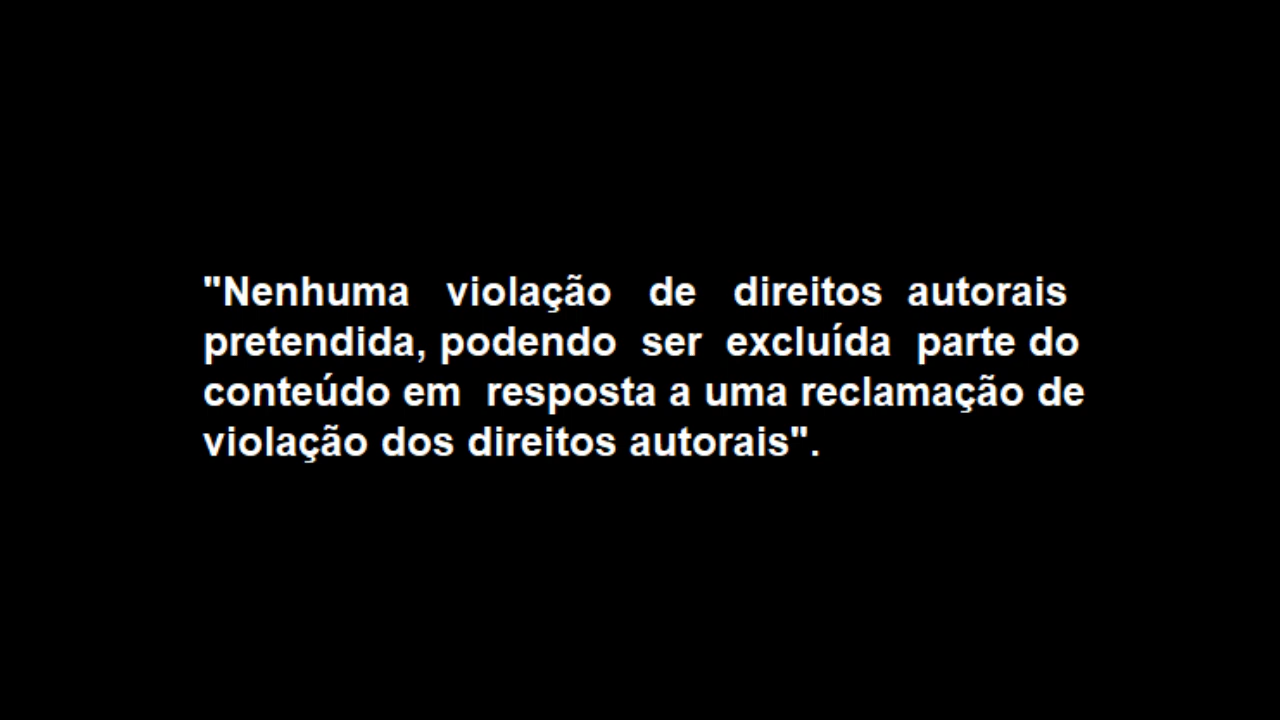 "Nenhuma violação de direitos autorais
pretendida, podendo ser excluída parte do
conteúdo em resposta a uma reclamação de
violação dos direitos autorais".